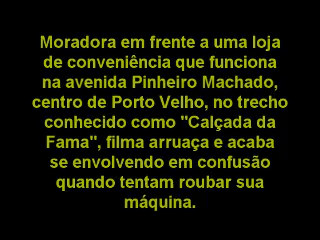 Moradora em frente a uma loja
de conveniência que funciona
na avenida Pinheiro Machado,
centro de Porto Velho, no trecho
conhecido como "Calçada da
Fama", filma arruaça e acaba
se envolvendo em confusão
quando tentam roubar sua
máquina.